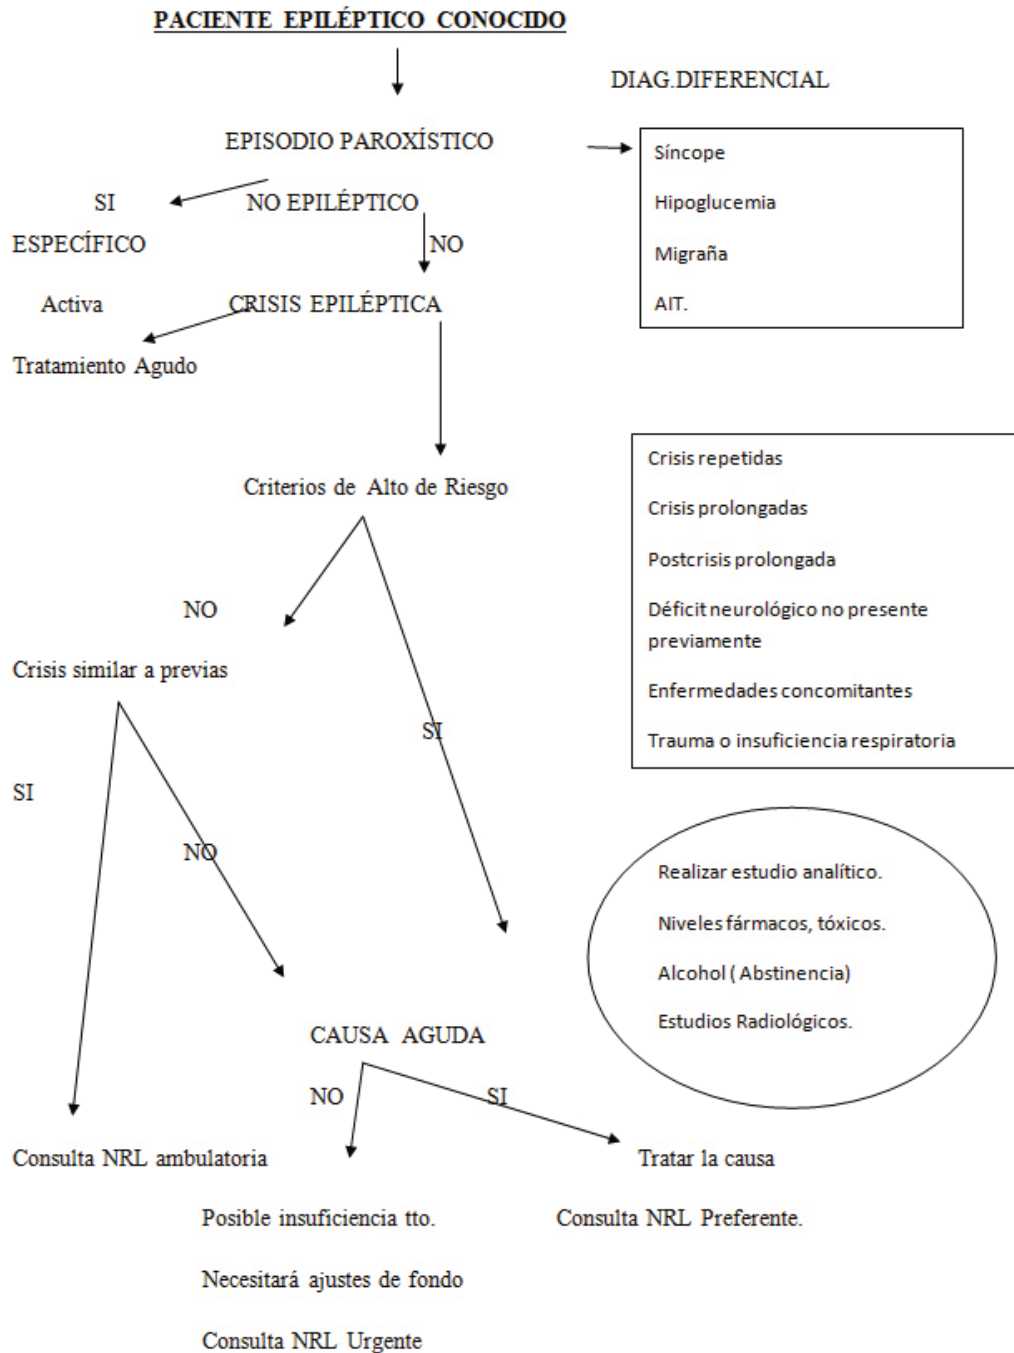 PACIENTE EPILÉPTICO CONOCIDO
DIAG.DIFERENCIAL
EPISODIO PAROXÍSTICO
Síncope
Hipoglucemia
Migraña
AIT.
SI
NO EPILÉPTICO
ESPECÍFICO
NO
Activa
CRISIS EPILÉPTICA
Tratamiento Agudo
Criterios de Alto de Riesgo
Crisis repetidas
Crisis prolongadas
Postcrisis prolongada
Déficit neurológico no presente
previamente
Enfermedades concomitantes
Trauma o insuficiencia respiratoria
NO
Crisis similar a previas
SI
SI
NO
Realizar estudio analítico.
Niveles fármacos, tóxicos.
Alcohol ( Abstinencia)
Estudios Radiológicos.
CAUSA AGUDA
NO
SI
Consulta NRL ambulatoria
Tratar la causa
Posible insuficiencia tto.
Consulta NRL Preferente.
Necesitará ajustes de fondo
Consulta NRL Urgente